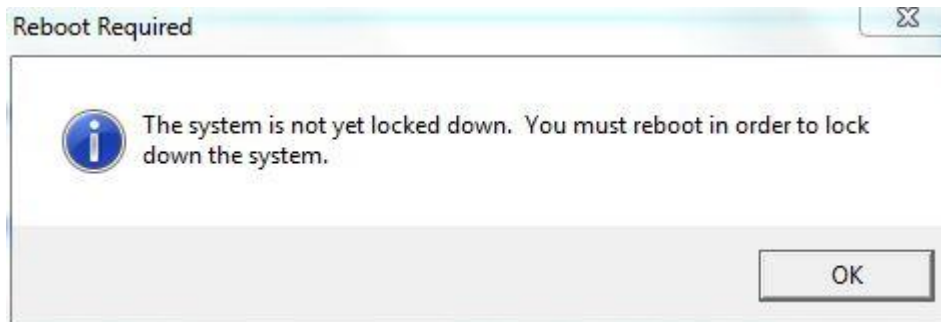 Reboot Required
The system is not yet locked down.  You must reboot in order to lock
down the system.
OK